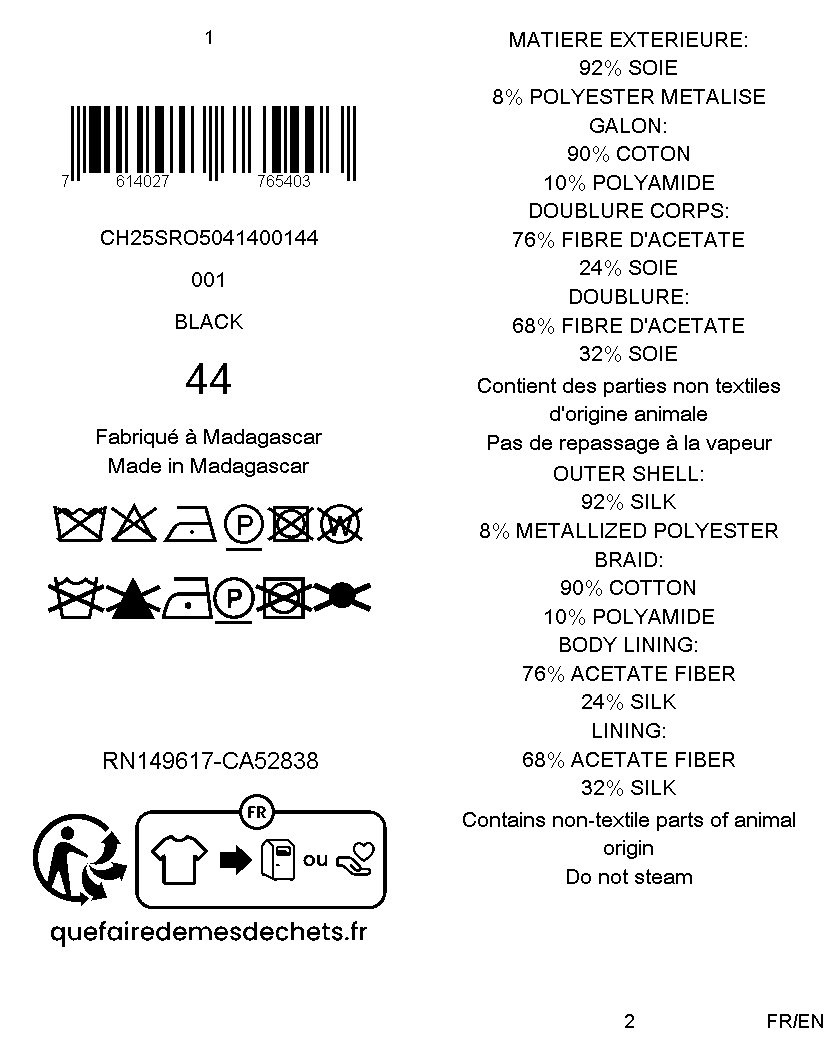 1
7 614027 765403
CH25SRO5041400144
001
BLACK
44
Fabriqué à Madagascar
Made in Madagascar
P W
P
RN149617-CA52838
FR
ou
quefairedemesdechets.fr
MATIERE EXTERIEURE:
92% SOIE
8% POLYESTER METALISE
GALON:
90% COTON
10% POLYAMIDE
DOUBLURE CORPS:
76% FIBRE D'ACETATE
24% SOIE
DOUBLURE:
68% FIBRE D'ACETATE
32% SOIE
Contient des parties non textiles
d'origine animale
Pas de repassage à la vapeur
OUTER SHELL:
92% SILK
8% METALLIZED POLYESTER
BRAID:
90% COTTON
10% POLYAMIDE
BODY LINING:
76% ACETATE FIBER
24% SILK
LINING:
68% ACETATE FIBER
32% SILK
Contains non-textile parts of animal
origin
Do not steam
2
FR/EN